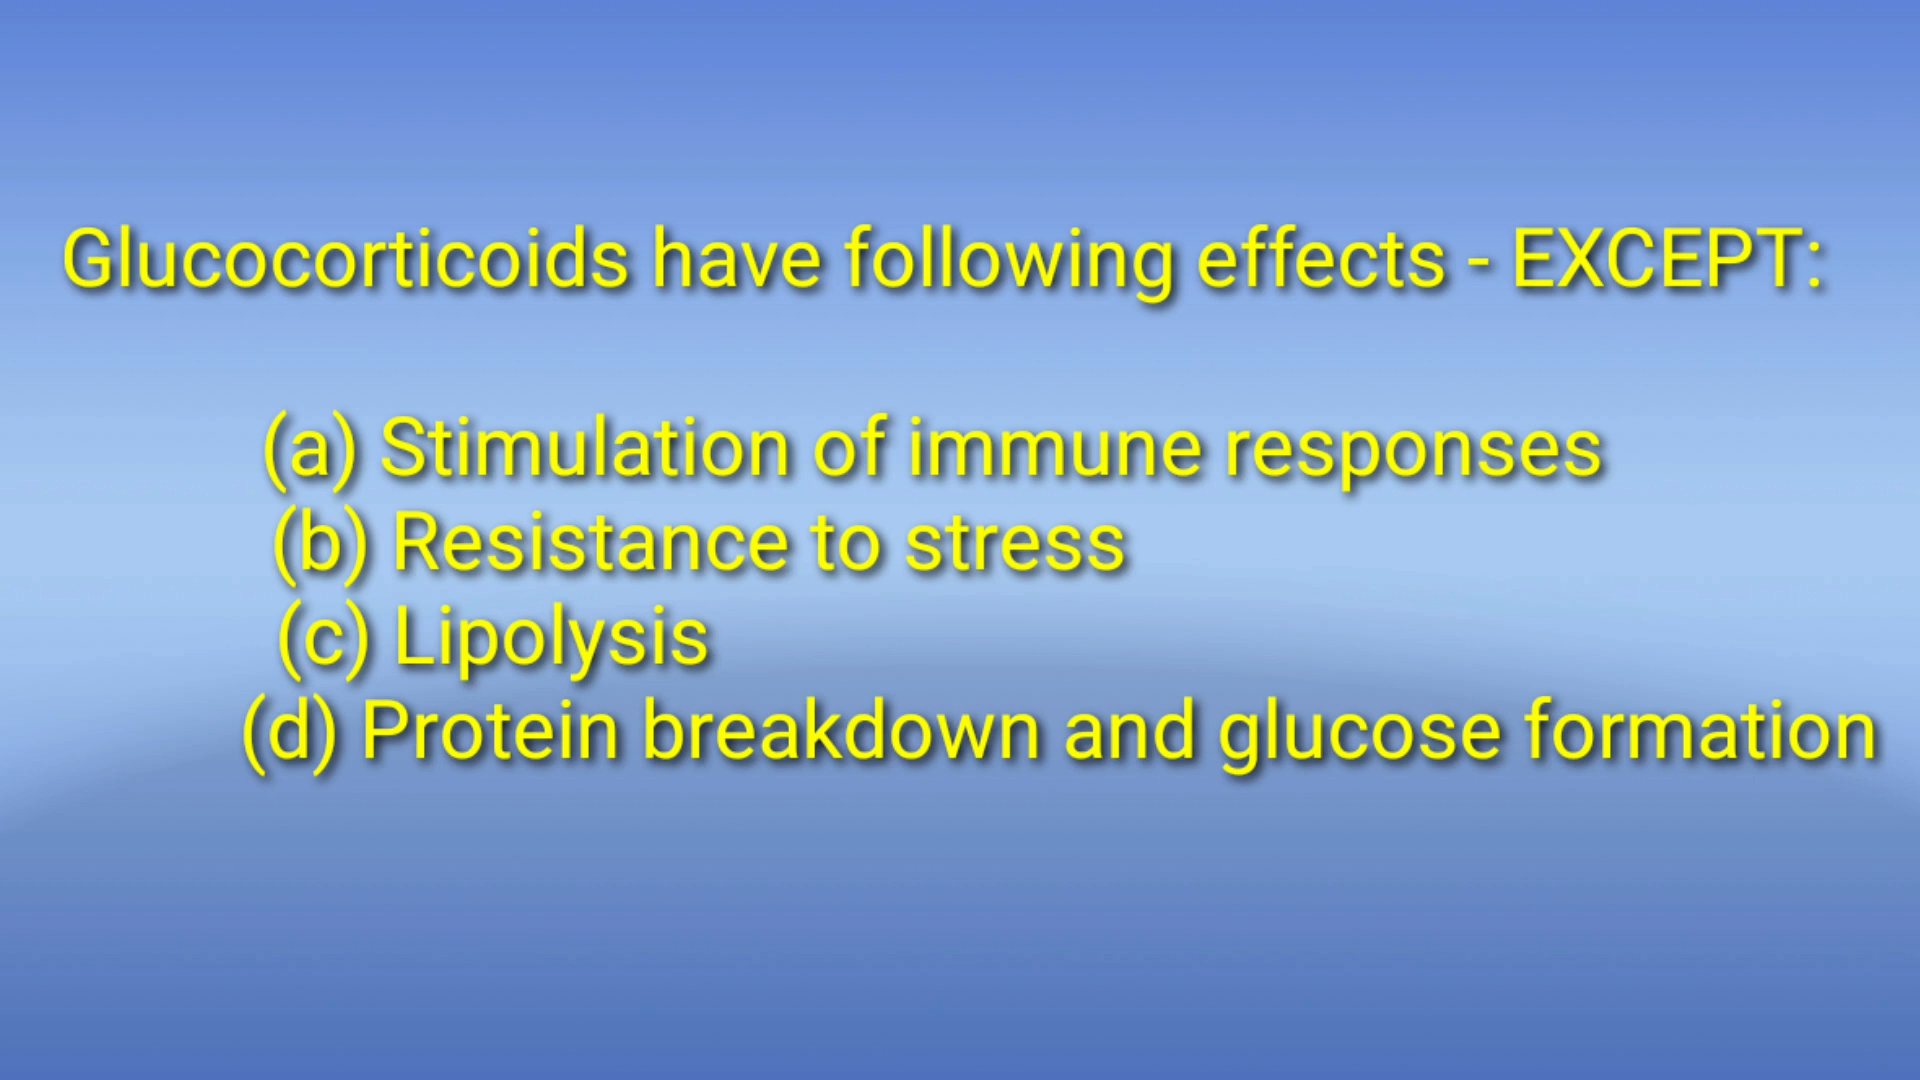 Glucocorticoids have following effects - EXCEPT:
(a) Stimulation of immune responses
(b) Resistance to stress
(c) Lipolysis
(d) Protein breakdown and glucose formation